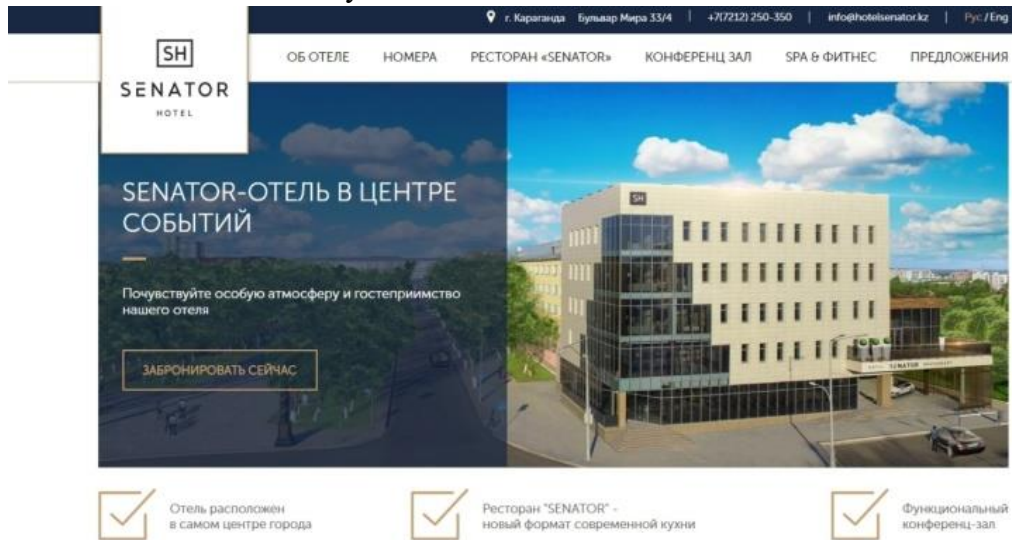 г. Караганда Бульвар Мира 33/4 | +7(7212) 250-350 | info@hotelsenator.kz | Рус / Eng
SH
SENATOR
HOTEL
ОБ ОТЕЛЕ НОМЕРА РЕСТОРАН «SENATOR» КОНФЕРЕНЦ ЗАЛ SPA & ФИТНЕС ПРЕДЛОЖЕНИЯ
SENATOR-ОТЕЛЬ В ЦЕНТРЕ
СОБЫТИЙ
Почувствуйте особую атмосферу и гостеприимство
нашего отеля
ЗАБРОНИРОВАТЬ СЕЙЧАС
SH
SENATOR
Отель расположен
в самом центре города
Ресторан "SENATOR" -
новый формат современной кухни
Функциональный
конференц-зал